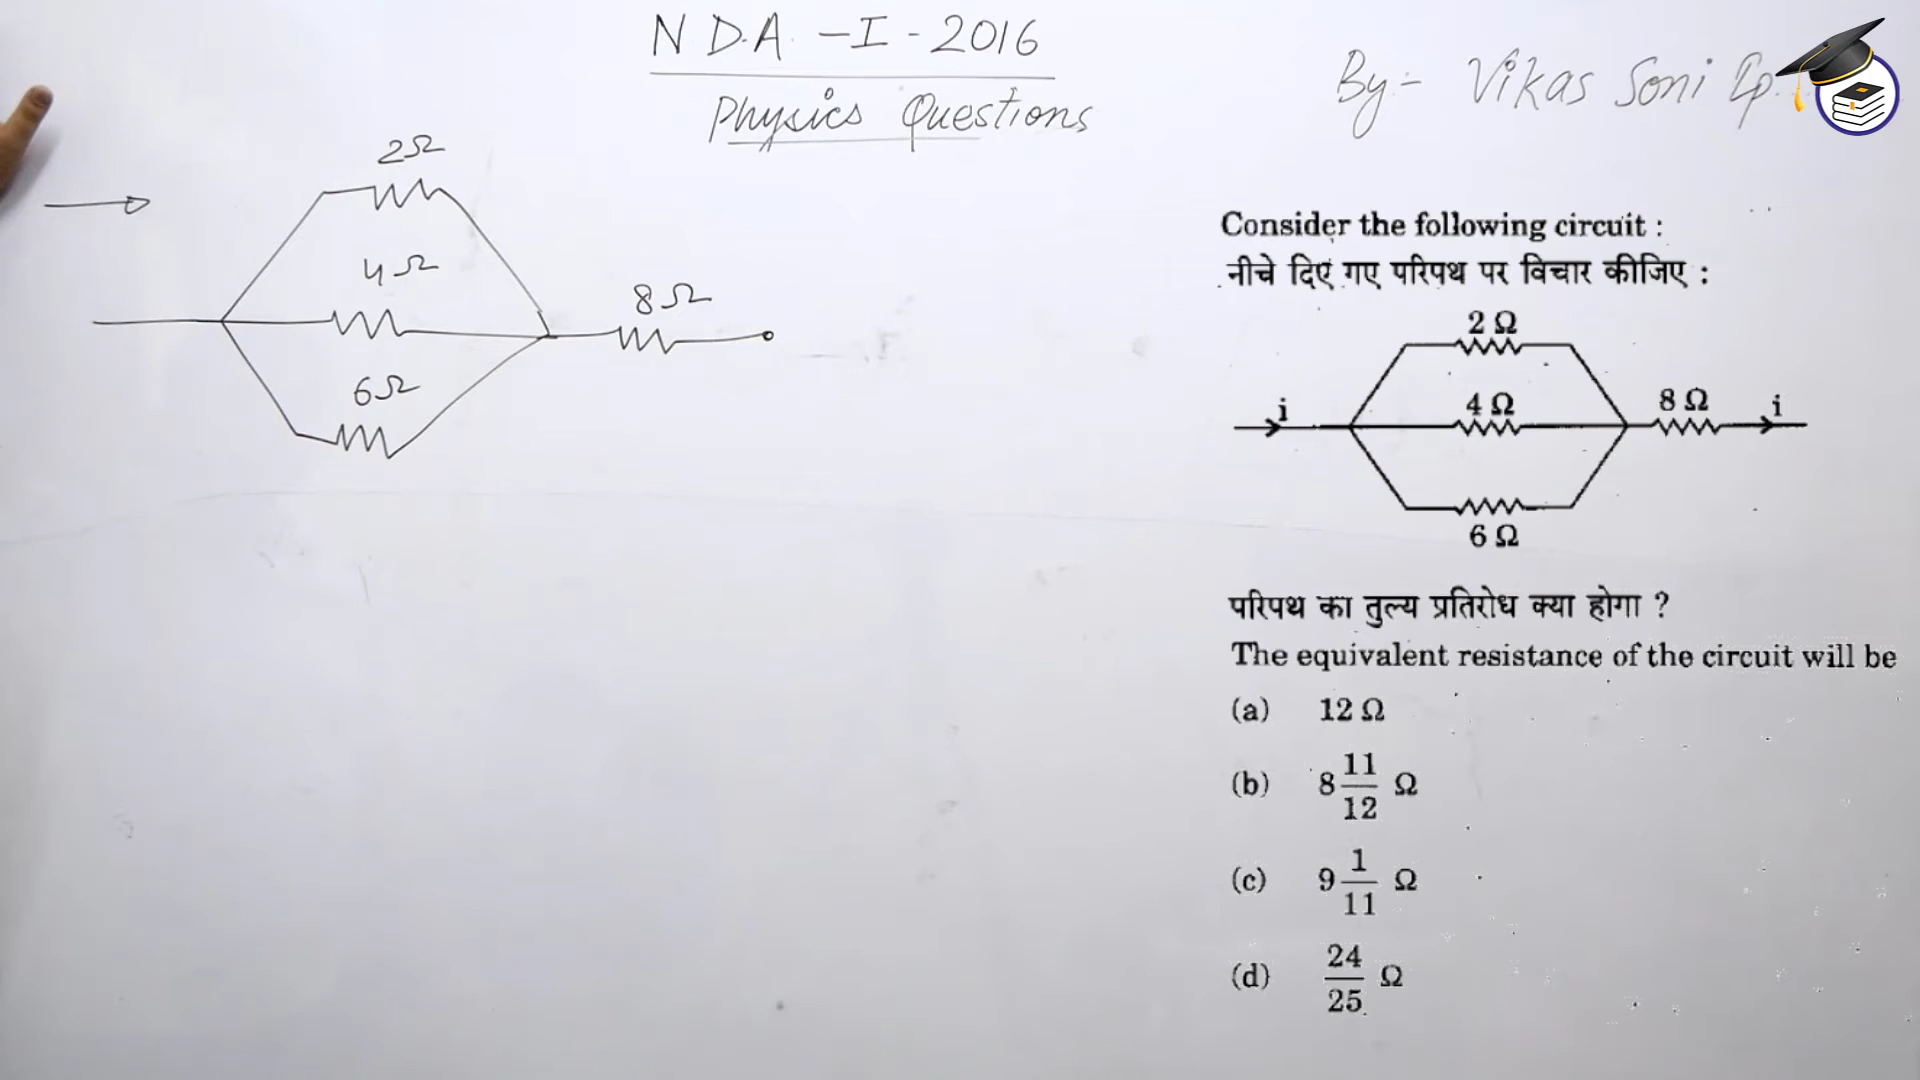 N.D.A. - I - 2016
Physics Questions
By:- Vikas Soni
2Ω
4Ω
6Ω
8Ω
Consider the following circuit :
नीचे दिए गए परिपथ पर विचार कीजिए :
2 Ω
i
4 Ω
8 Ω
i
6 Ω
परिपथ का तुल्य प्रतिरोध क्या होगा ?
The equivalent resistance of the circuit will be
(a) 12 Ω
(b) 8 11/12 Ω
(c) 9 1/11 Ω
(d) 24/25 Ω